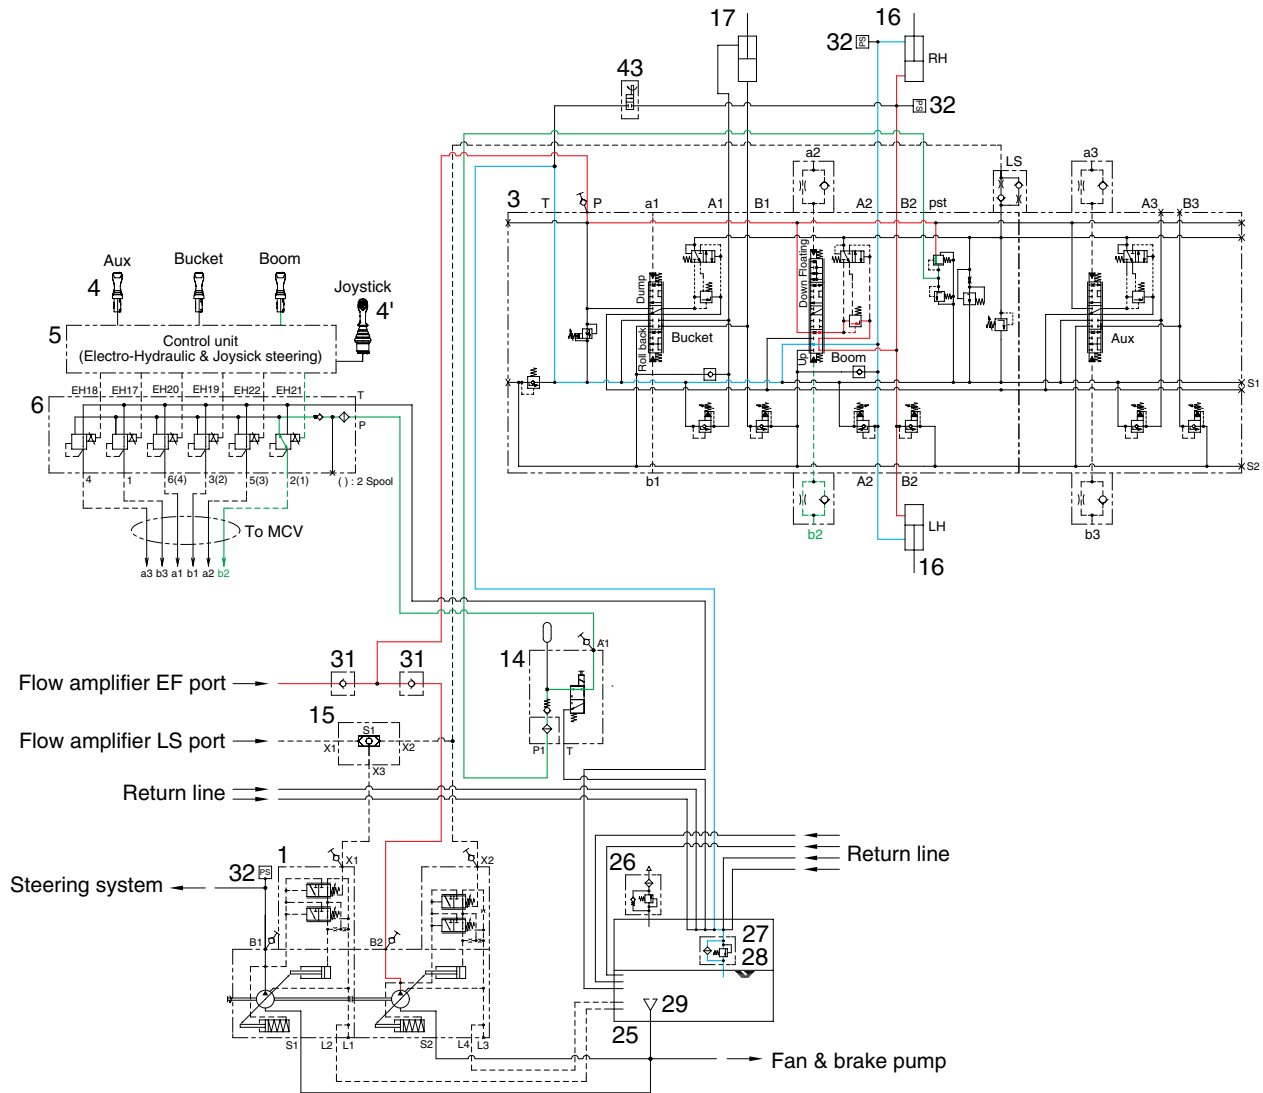 17
16
32
PS
RH
43
PS
32
a2
LS
a3
3
T
P
a1
A1
B1
A2
B2
pst
A3
B3
Aux
Bucket
Boom
4
Joystick
4'
5
Control unit
(Electro-Hydraulic & Joysick steering)
Dump
Roll back
Bucket
Down Floating
Up
Boom
Aux
EH18
EH17
EH20
EH19
EH22
EH21
6
T
P
S1
S2
4
1
6(4)
3(2)
5(3)
2(1)
( ) : 2 Spool
b1
A2
B2
b2
b3
To MCV
a3 b3 a1 b1 a2 b2
LH
16
14
A1
31
31
Flow amplifier EF port
15
S1
Flow amplifier LS port
X1
X2
X3
P1
T
Return line
1
X1
X2
Return line
26
32
PS
Steering system
B1
B2
27
28
29
25
S1
L2
L1
S2
L4
L3
Fan & brake pump